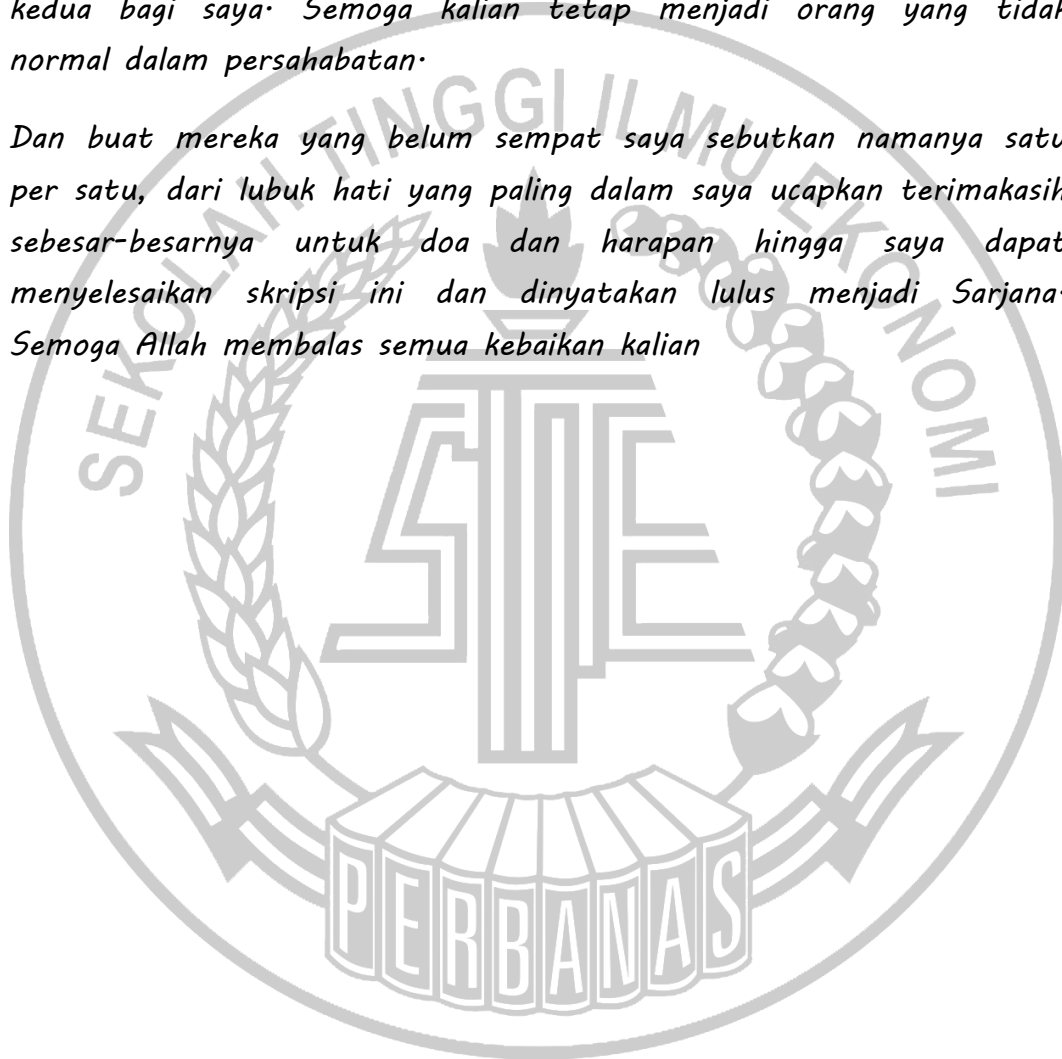 kedua bagi saya. Semoga kalian tetap menjadi orang yang tidak
normal dalam persahabatan.
Dan buat mereka yang belum sempat saya sebutkan namanya satu
per satu, dari lubuk hati yang paling dalam saya ucapkan terimakasih
sebesar-besarnya untuk doa dan harapan hingga saya dapat
menyelesaikan skripsi ini dan dinyatakan lulus menjadi Sarjana.
Semoga Allah membalas semua kebaikan kalian
SEKOLAH TINGGI ILMU EKONOMI
STIE
PERBANAS